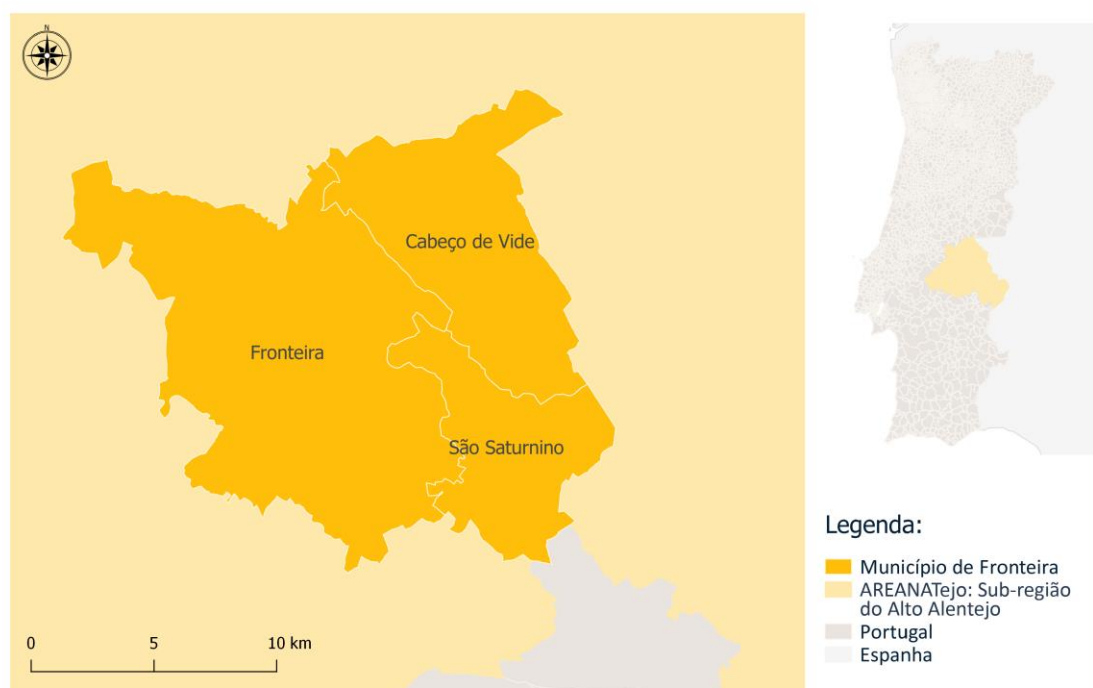 N
Cabeço de Vide
Fronteira
São Saturnino
0 5 10 km
Legenda:
Município de Fronteira
AREANATejo: Sub-região
do Alto Alentejo
Portugal
Espanha